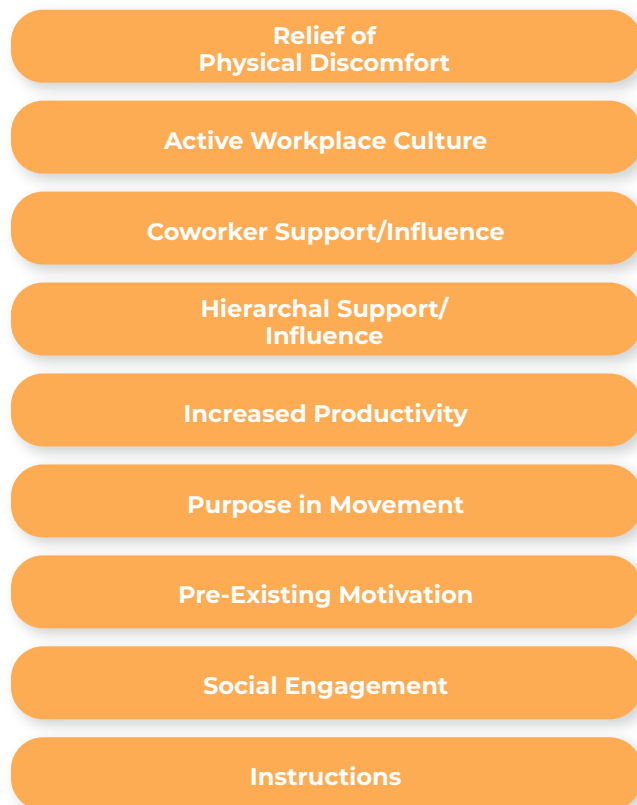 Relief of
Physical Discomfort
Active Workplace Culture
Coworker Support/Influence
Hierarchal Support/
Influence
Increased Productivity
Purpose in Movement
Pre-Existing Motivation
Social Engagement
Instructions